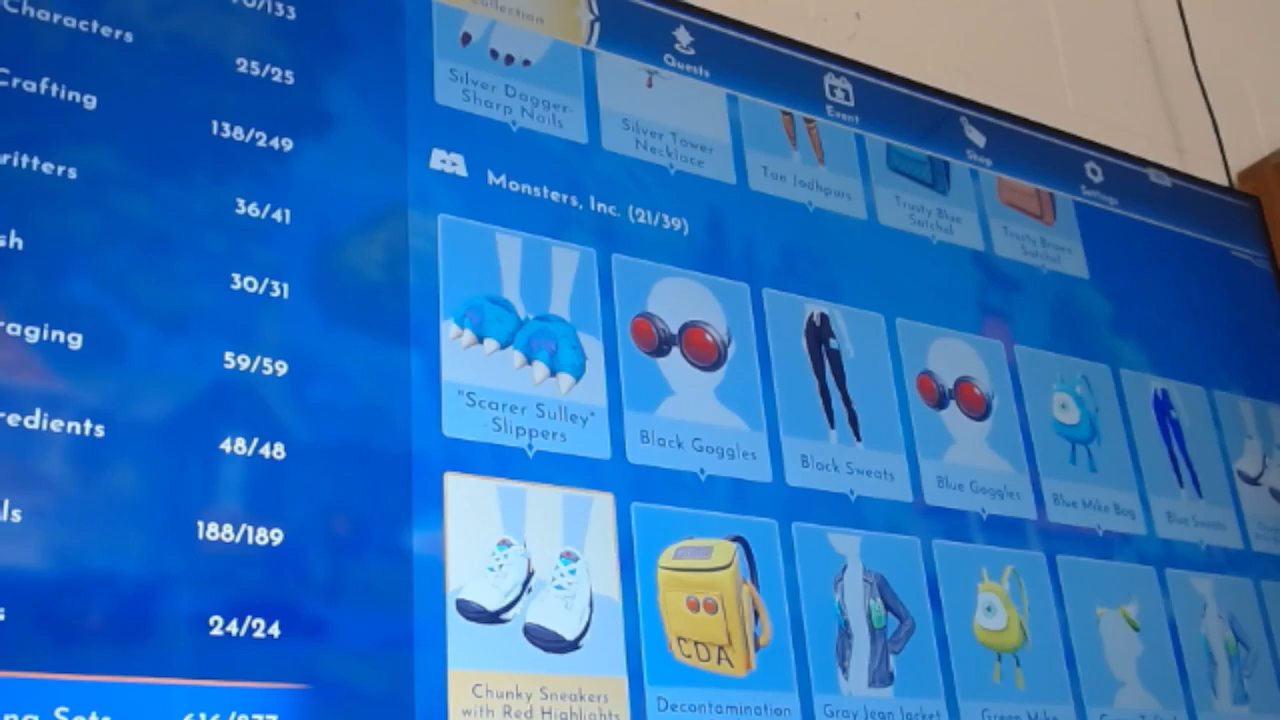 Collection
Quests
Event
Shop
Settings
Characters
25/25
Crafting
138/249
ritters
36/41
sh
30/31
raging
59/59
redients
48/48
ls
188/189
24/24
Silver Dagger-
Sharp Nails
Silver Tower
Necklace
Tan Jodhpurs
Trusty Blue
Satchel
Trusty Brown
Satchel
Monsters, Inc. (21/39)
"Scarer Sulley"
Slippers
Black Goggles
Black Sweats
Blue Goggles
Blue Mike Bag
Blue Sweats
CDA
Chunky Sneakers
with Red Highlights
Decontamination
Gray Jean Jacket
Green Mike